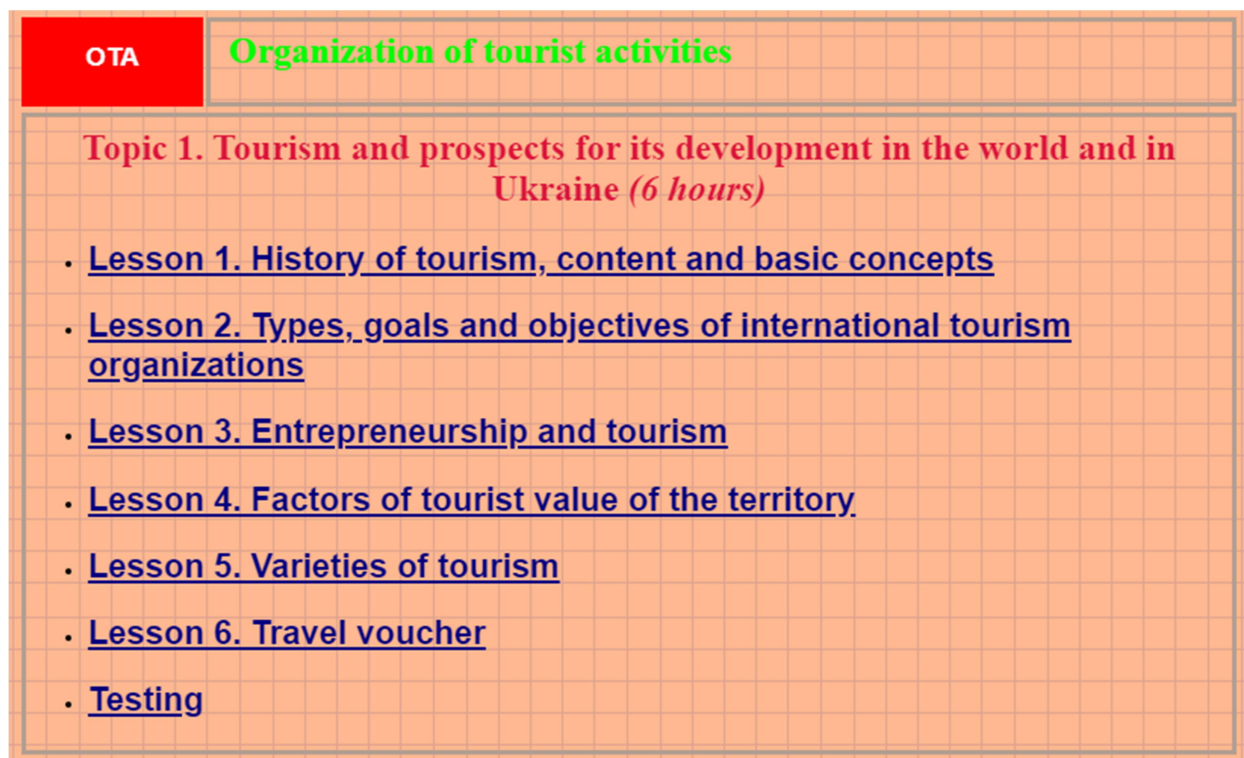 OTA
Organization of tourist activities
Topic 1. Tourism and prospects for its development in the world and in
Ukraine (6 hours)
Lesson 1. History of tourism, content and basic concepts
Lesson 2. Types, goals and objectives of international tourism
organizations
Lesson 3. Entrepreneurship and tourism
Lesson 4. Factors of tourist value of the territory
Lesson 5. Varieties of tourism
Lesson 6. Travel voucher
Testing